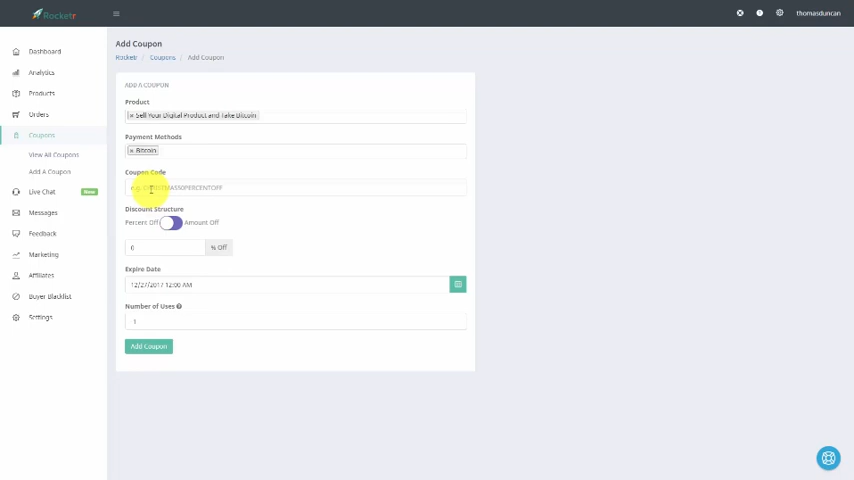 Rocketr
thomasduncan
Dashboard
Analytics
Products
Orders
Coupons
View All Coupons
Add A Coupon
Live Chat
New
Messages
Feedback
Marketing
Affiliates
Buyer Blacklist
Settings
Add Coupon
Rocketr / Coupons / Add Coupon
ADD A COUPON
Product
× Sell Your Digital Product and Take Bitcoin
Payment Methods
× Bitcoin
Coupon Code
e.g. CHRISTMAS50PERCENTOFF
Discount Structure
Percent Off Amount Off
0 % Off
Expire Date
12/27/2017 12:00 AM
Number of Uses
-1
Add Coupon